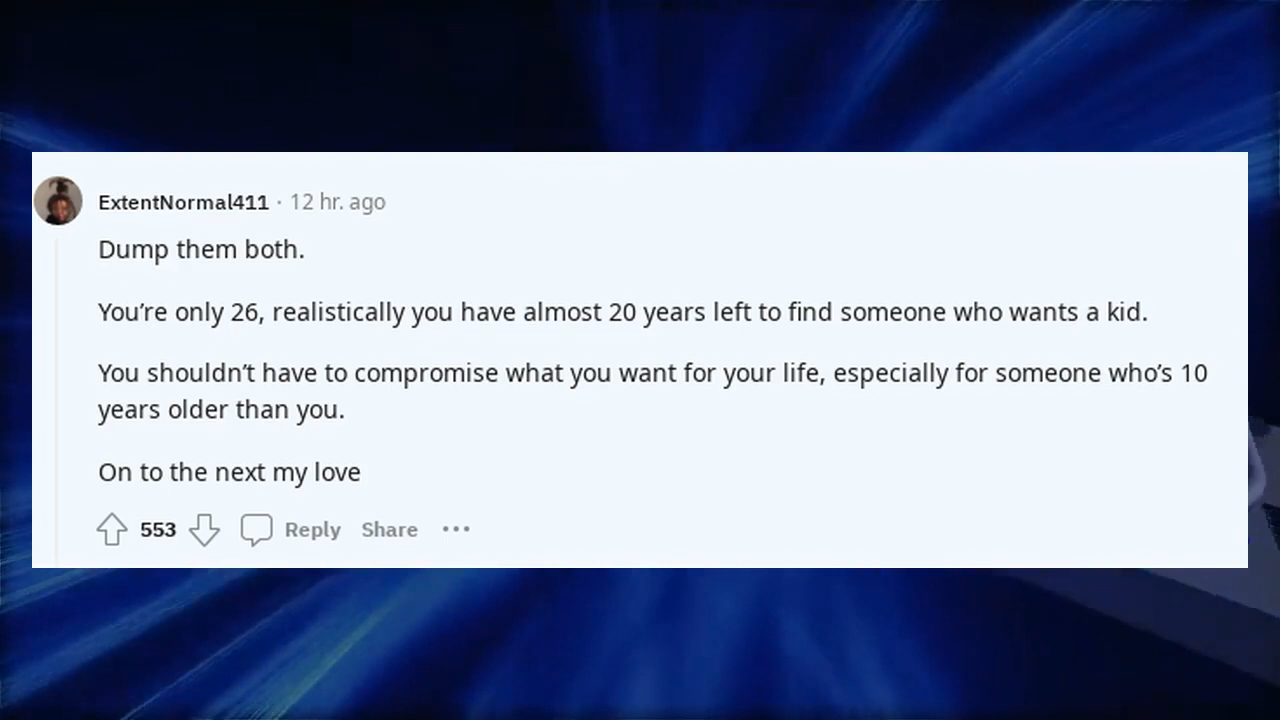 ExtentNormal411 · 12 hr. ago
Dump them both.
You’re only 26, realistically you have almost 20 years left to find someone who wants a kid.
You shouldn’t have to compromise what you want for your life, especially for someone who’s 10
years older than you.
On to the next my love
553 Reply Share ···